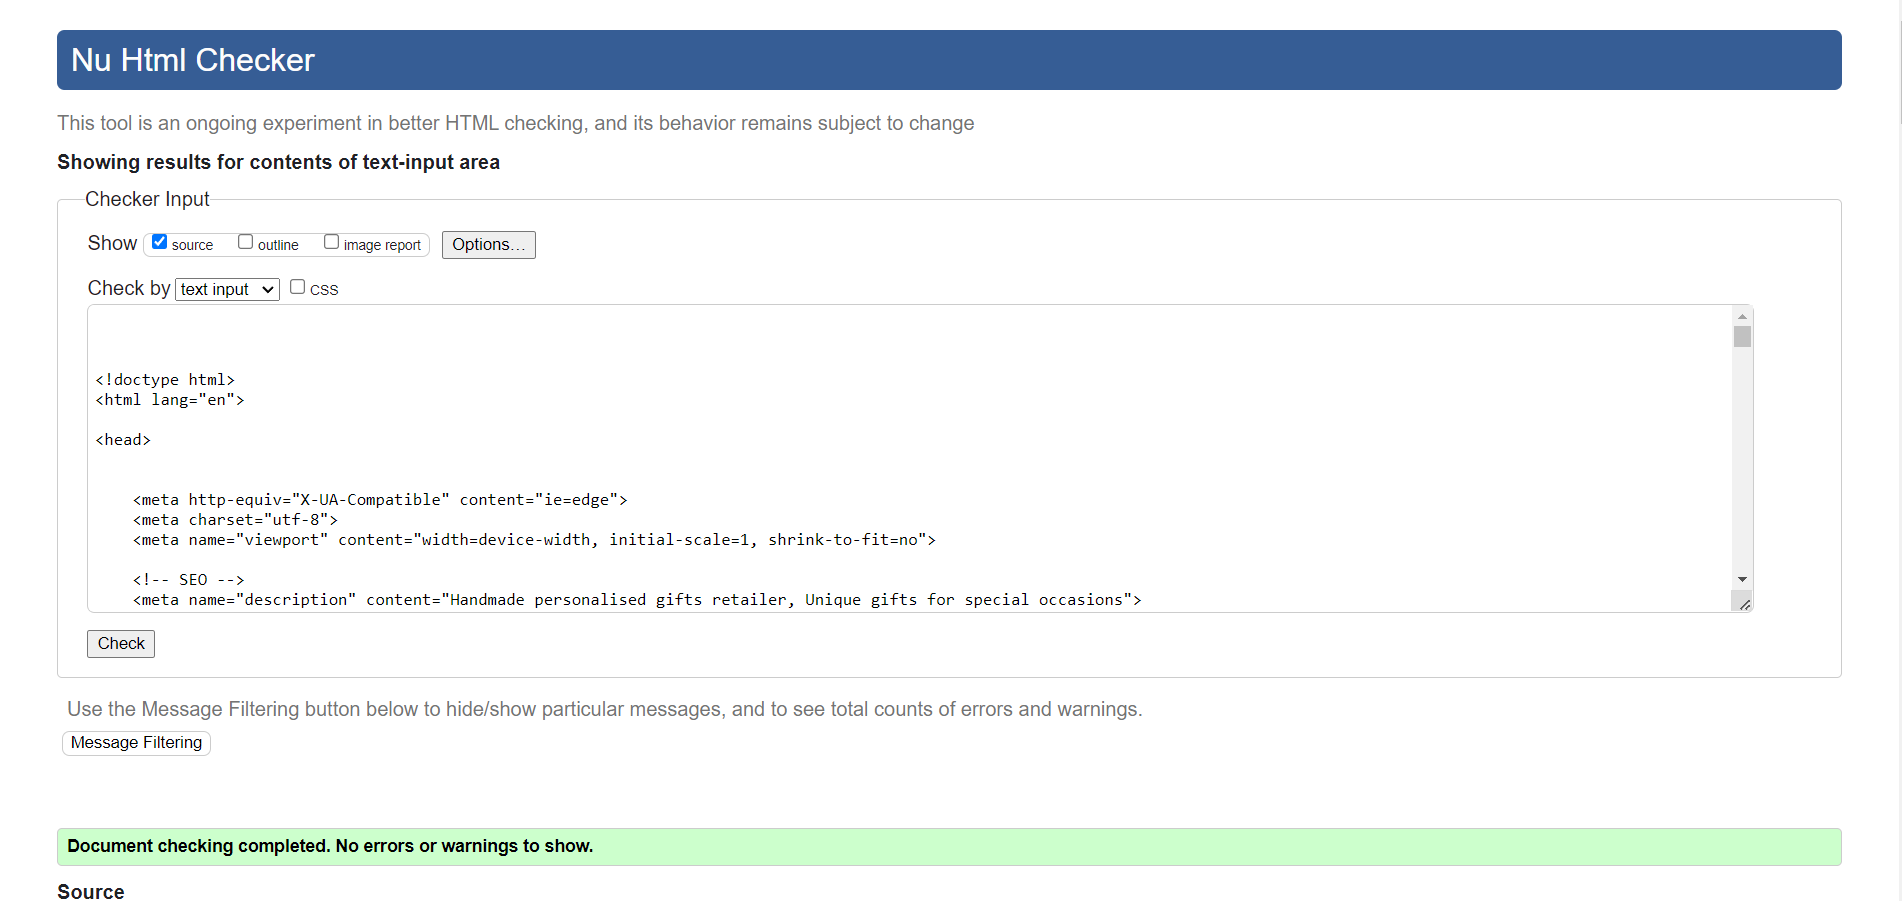 Nu Html Checker
This tool is an ongoing experiment in better HTML checking, and its behavior remains subject to change
Showing results for contents of text-input area
Checker Input
Show source outline image report Options...
Check by text input CSS
<!doctype html>
<html lang="en">
<head>
<meta http-equiv="X-UA-Compatible" content="ie=edge">
<meta charset="utf-8">
<meta name="viewport" content="width=device-width, initial-scale=1, shrink-to-fit=no">
<!-- SEO -->
<meta name="description" content="Handmade personalised gifts retailer, Unique gifts for special occasions">
Check
Use the Message Filtering button below to hide/show particular messages, and to see total counts of errors and warnings.
Message Filtering
Document checking completed. No errors or warnings to show.
Source